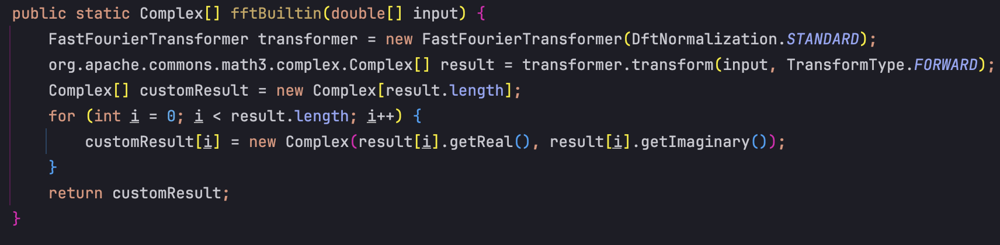 public static Complex[] fftBuiltin(double[] input) {
    FastFourierTransformer transformer = new FastFourierTransformer(DftNormalization.STANDARD);
    org.apache.commons.math3.complex.Complex[] result = transformer.transform(input, TransformType.FORWARD);
    Complex[] customResult = new Complex[result.length];
    for (int i = 0; i < result.length; i++) {
        customResult[i] = new Complex(result[i].getReal(), result[i].getImaginary());
    }
    return customResult;
}